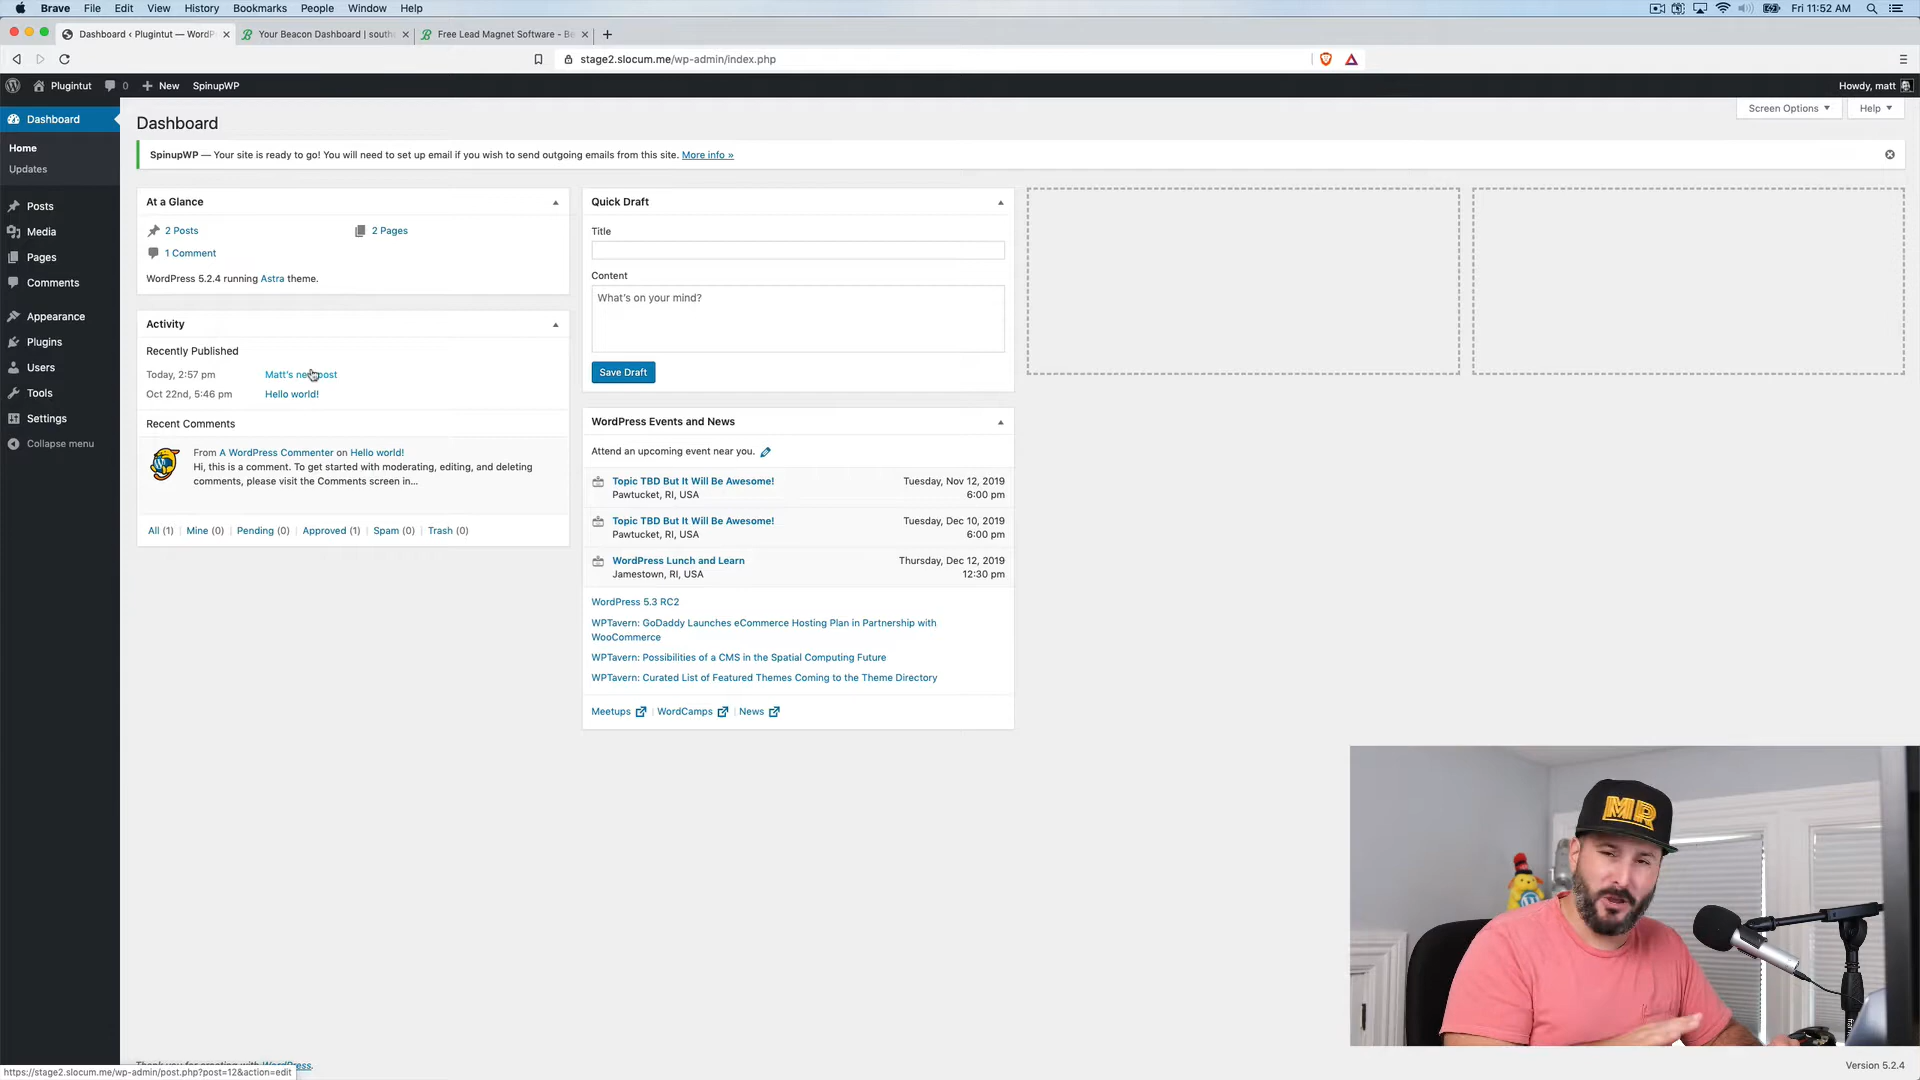 Brave File Edit View History Bookmarks People Window Help
Fri 11:52 AM
Dashboard ‹ Plugintut — WordP
Your Beacon Dashboard | south
Free Lead Magnet Software - Be
stage2.slocum.me/wp-admin/index.php
Plugintut 0 New SpinupWP
Howdy, matt
Dashboard
Home
Updates
Posts
Media
Pages
Comments
Appearance
Plugins
Users
Tools
Settings
Collapse menu
Dashboard
Screen Options
Help
SpinupWP — Your site is ready to go! You will need to set up email if you wish to send outgoing emails from this site. More info »
At a Glance
2 Posts
2 Pages
1 Comment
WordPress 5.2.4 running Astra theme.
Activity
Recently Published
Today, 2:57 pm Matt's new post
Oct 22nd, 5:46 pm Hello world!
Recent Comments
From A WordPress Commenter on Hello world!
Hi, this is a comment. To get started with moderating, editing, and deleting
comments, please visit the Comments screen in...
All (1) | Mine (0) | Pending (0) | Approved (1) | Spam (0) | Trash (0)
Quick Draft
Title
Content
What's on your mind?
Save Draft
WordPress Events and News
Attend an upcoming event near you.
Topic TBD But It Will Be Awesome! Tuesday, Nov 12, 2019
Pawtucket, RI, USA 6:00 pm
Topic TBD But It Will Be Awesome! Tuesday, Dec 10, 2019
Pawtucket, RI, USA 6:00 pm
WordPress Lunch and Learn Thursday, Dec 12, 2019
Jamestown, RI, USA 12:30 pm
WordPress 5.3 RC2
WPTavern: GoDaddy Launches eCommerce Hosting Plan in Partnership with
WooCommerce
WPTavern: Possibilities of a CMS in the Spatial Computing Future
WPTavern: Curated List of Featured Themes Coming to the Theme Directory
Meetups | WordCamps | News
MR
Thank you for creating with WordPress.
https://stage2.slocum.me/wp-admin/post.php?post=12&action=edit
Version 5.2.4